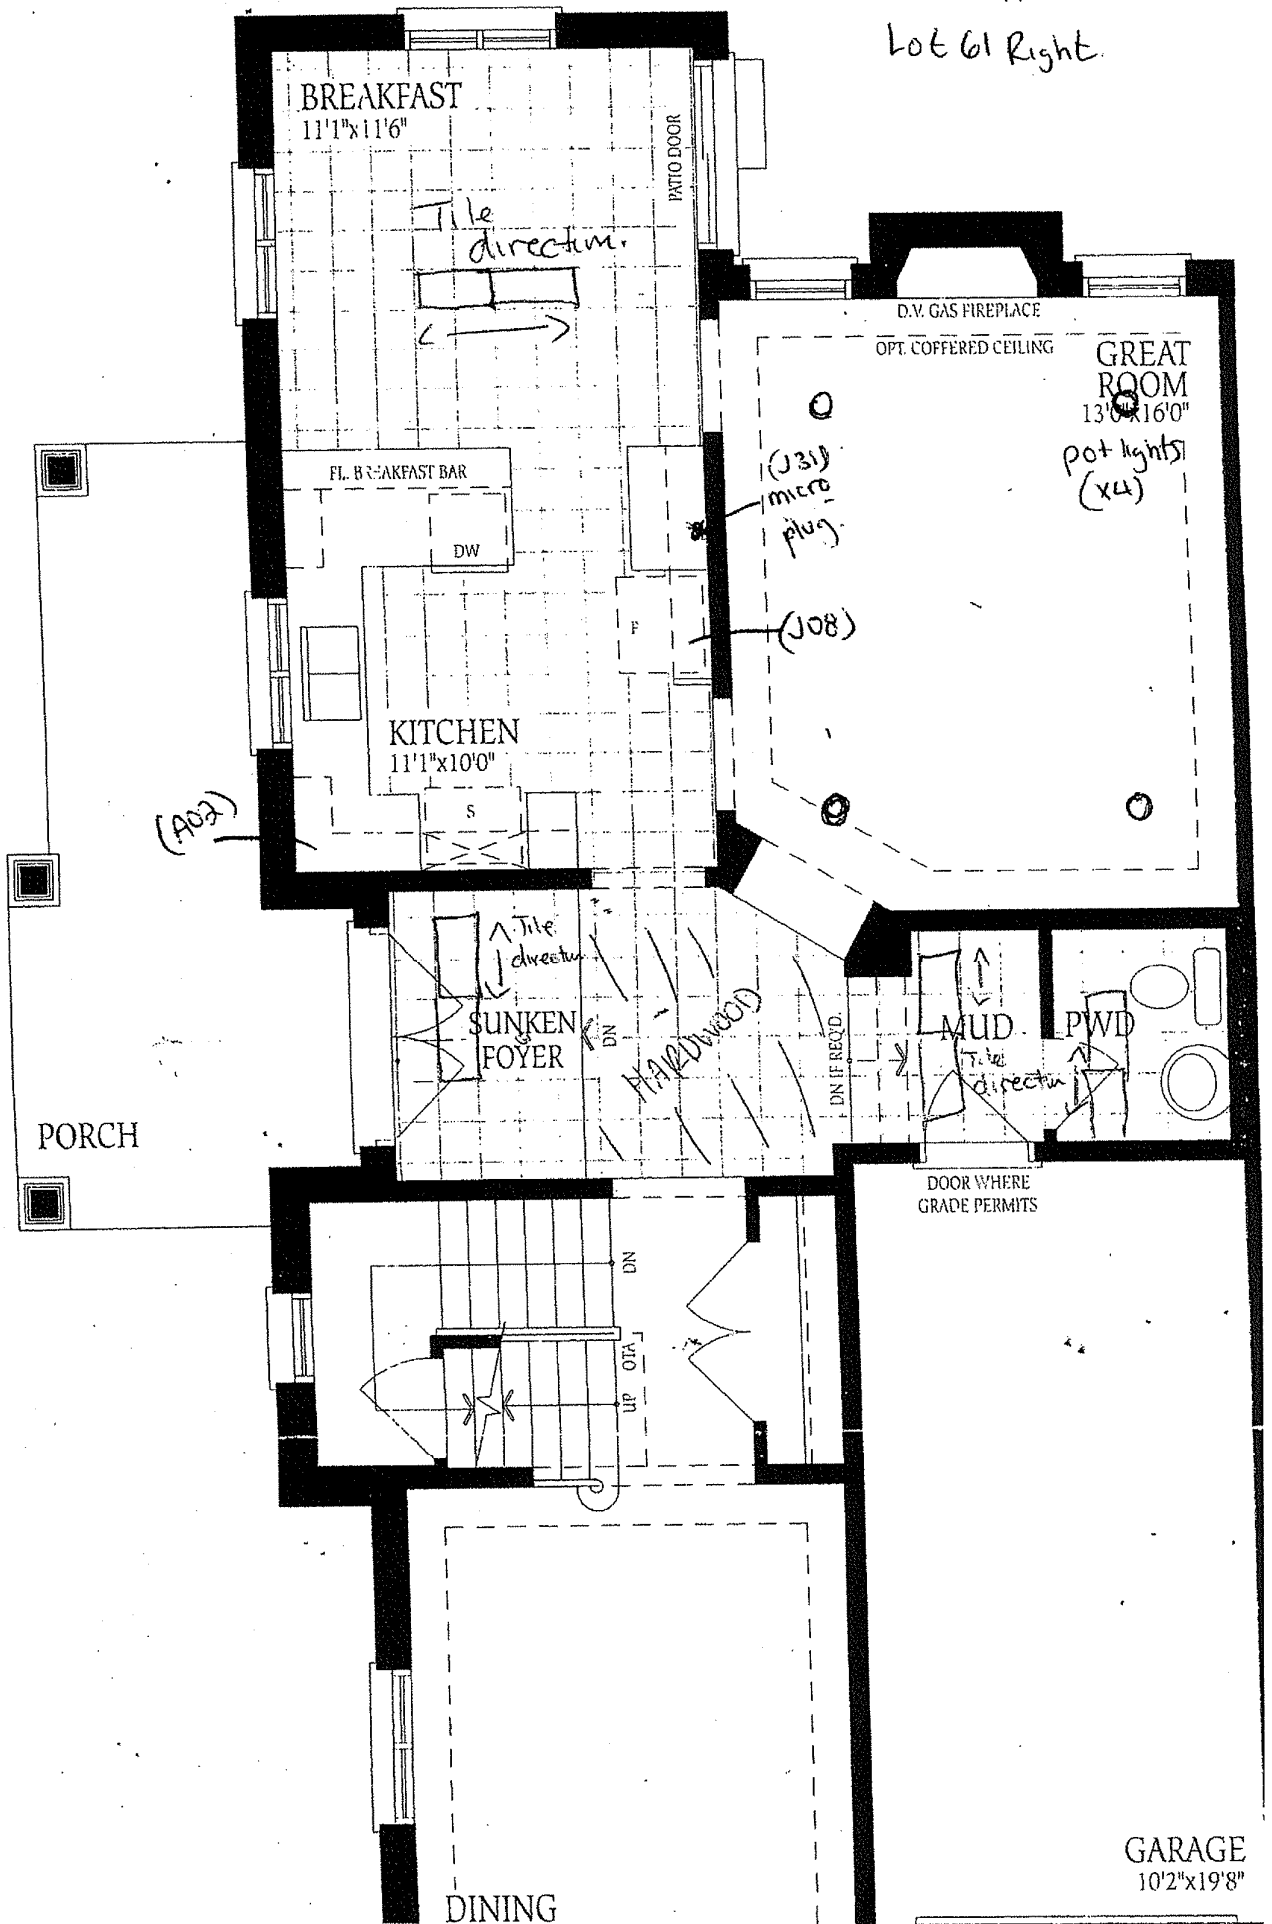 Lot 61 Right.
BREAKFAST
11'1"x11'6"
PATIO DOOR
Tile
direction.
D.V. GAS FIREPLACE
OPT. COFFERED CEILING
GREAT
ROOM
13'0"x16'0"
pot lights
(x4)
FL. BREAKFAST BAR
(J31)
micro
plug.
DW
F
(J08)
KITCHEN
11'1"x10'0"
S
(A02)
Tile
direction
SUNKEN
FOYER
DN
HARDWOOD
DN IF REQ'D.
MUD
PWD
Tile
direction
PORCH
DOOR WHERE
GRADE PERMITS
DN
UP
OTA
GARAGE
10'2"x19'8"
DINING